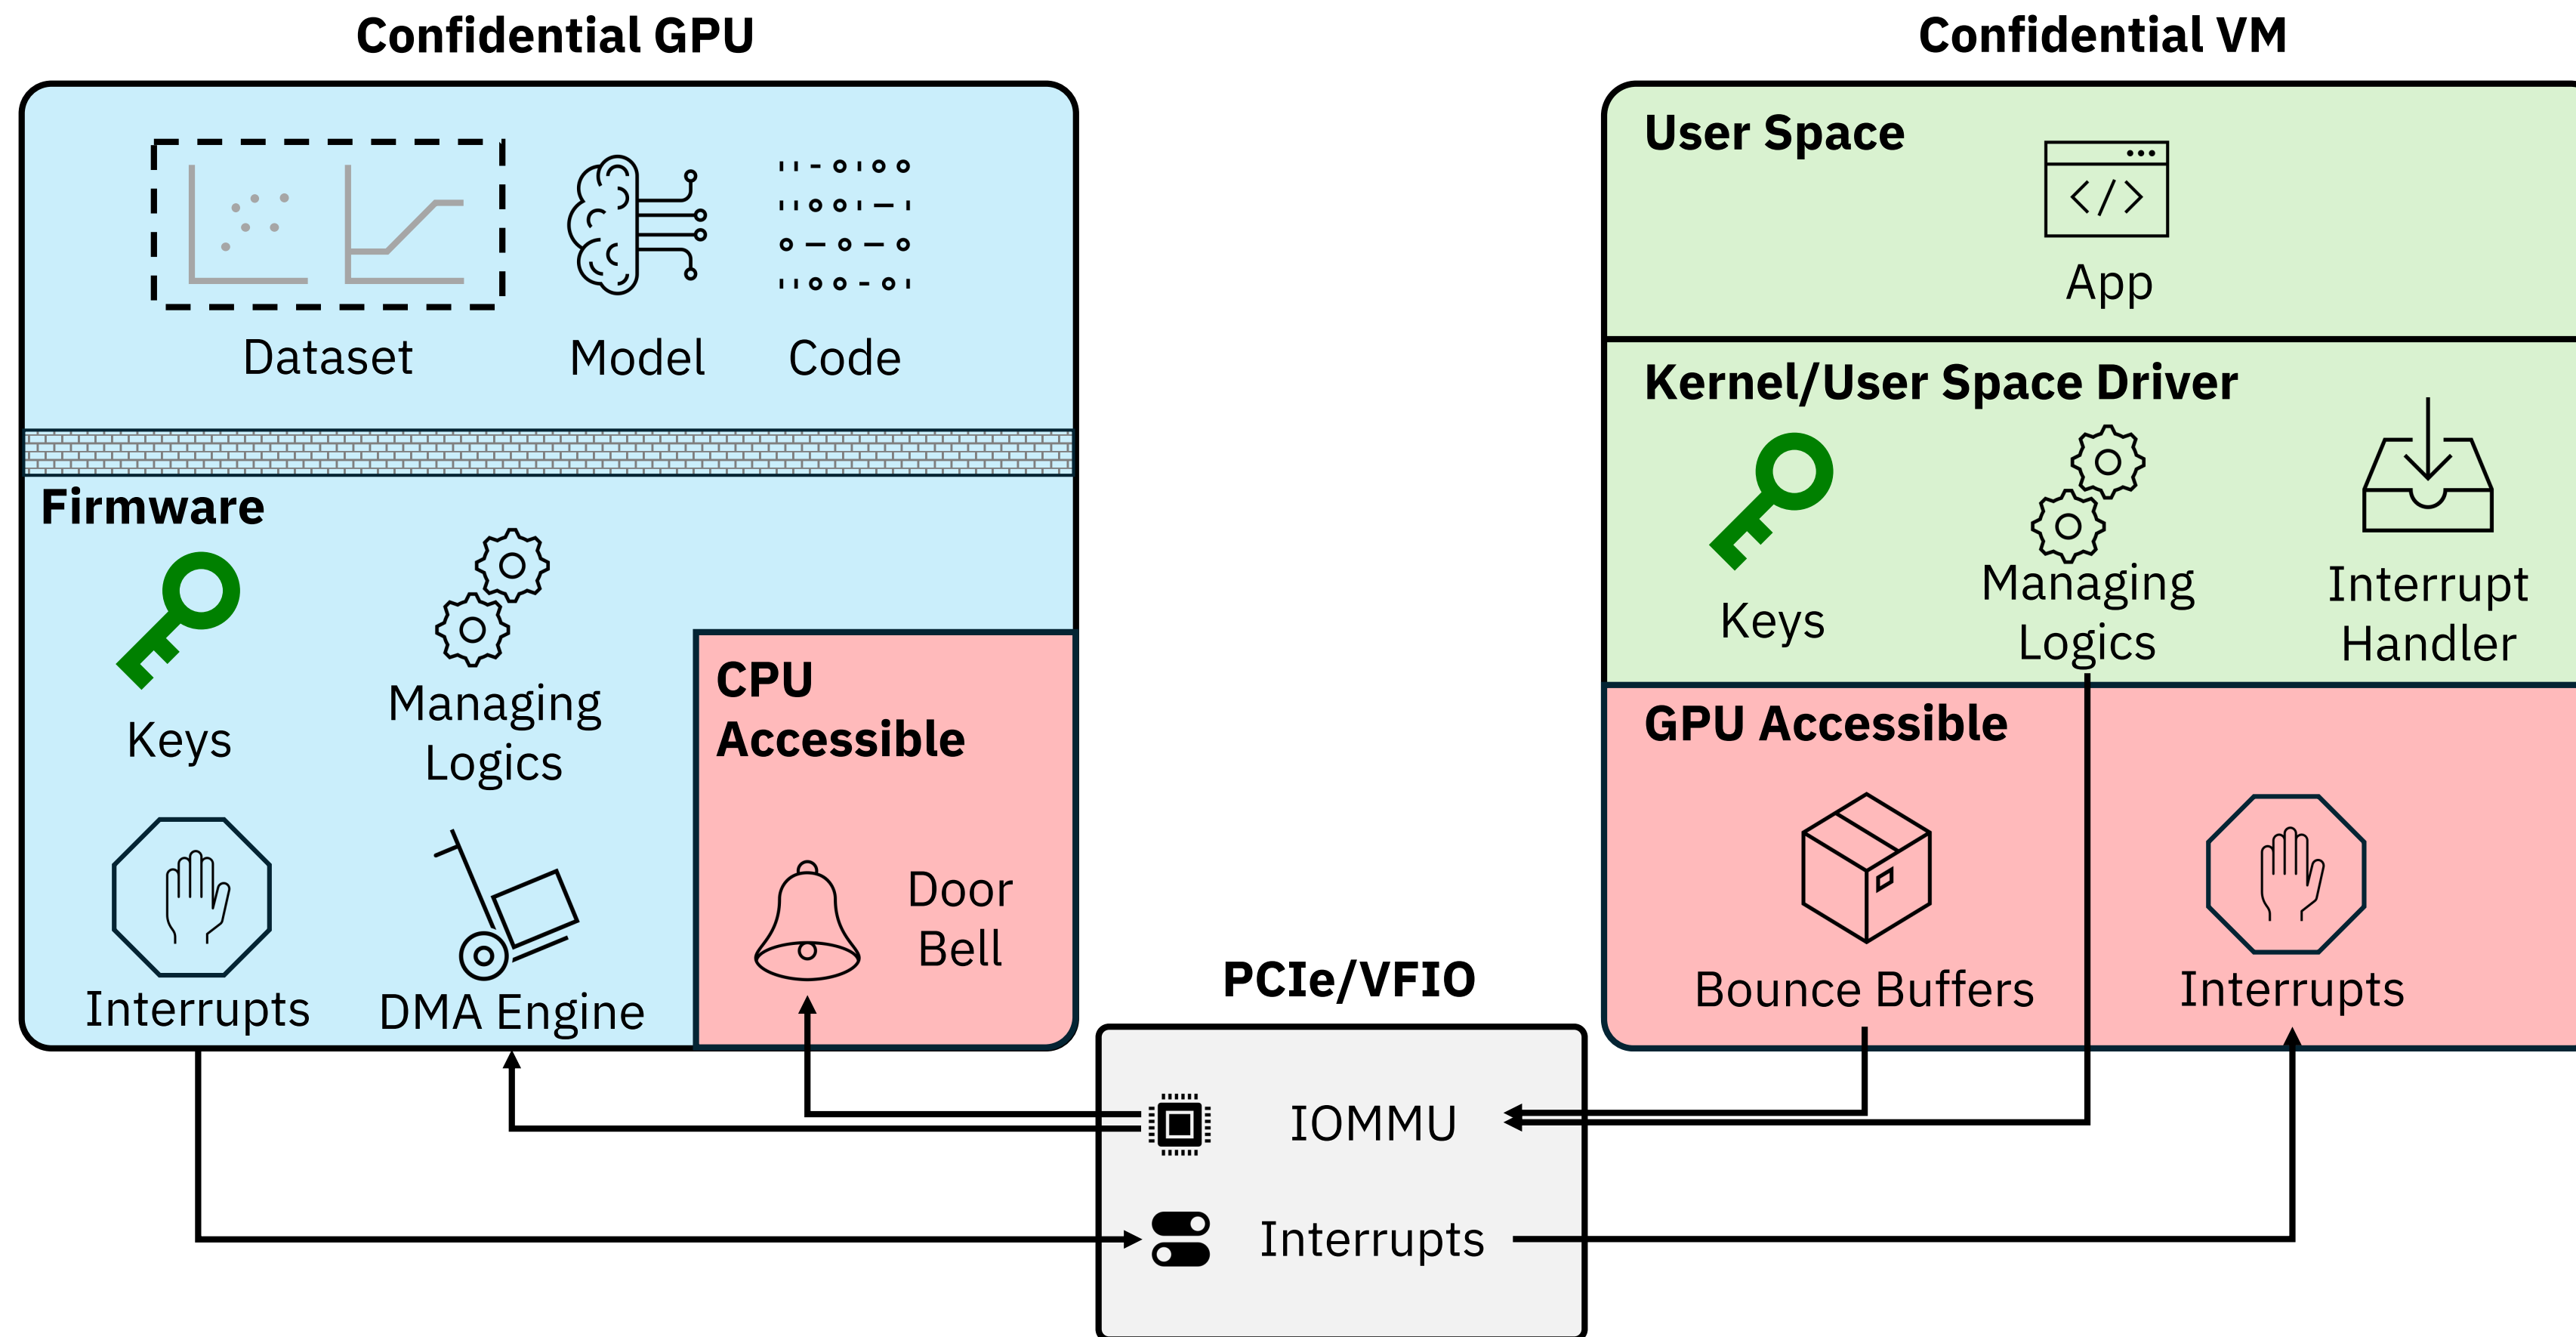 Confidential GPU
Dataset
Model
Code
Firmware
Keys
Managing
Logics
Interrupts
DMA Engine
CPU
Accessible
Door
Bell
PCIe/VFIO
IOMMU
Interrupts
Confidential VM
User Space
</>
App
Kernel/User Space Driver
Keys
Managing
Logics
Interrupt
Handler
GPU Accessible
Bounce Buffers
Interrupts